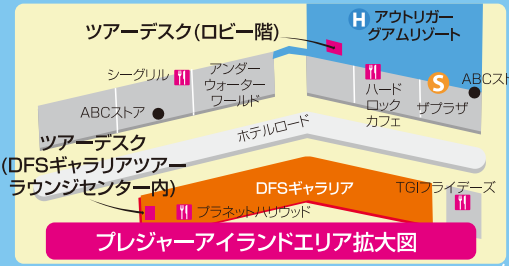 ツアーデスク(ロビー階)
H アウトリガー
グアムリゾート
シーグリル
アンダー
ウォーター
ワールド
ABCストア
ハード
ロック
カフェ
S
ザプラザ
ABCスト
ホテルロード
ツアーデスク
(DFSギャラリアツアー
ラウンジセンター内)
DFSギャラリア
プラネットハリウッド
TGIフライデーズ
プレジャーアイランドエリア拡大図